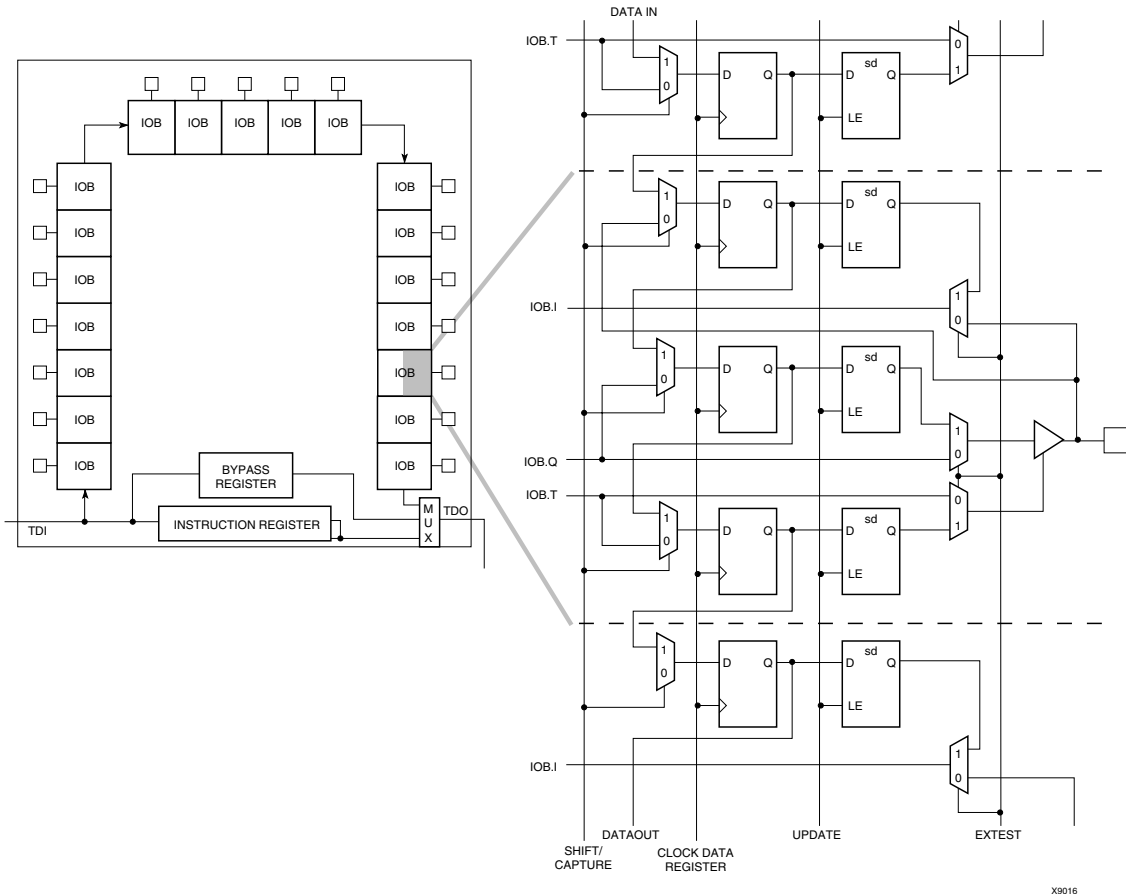 DATA IN
IOB.T
IOB IOB IOB IOB IOB
IOB
IOB
IOB
IOB
IOB
IOB
IOB
IOB
IOB
IOB
IOB
IOB
IOB
IOB
BYPASS
REGISTER
INSTRUCTION REGISTER
TDI
M
U
X
TDO
1
0
D Q
D sd Q
LE
0
1
1
0
D Q
D sd Q
LE
IOB.I
1
0
1
0
D Q
D sd Q
LE
1
0
IOB.Q
IOB.T
0
1
1
0
D Q
D sd Q
LE
1
0
D Q
D sd Q
LE
IOB.I
1
0
DATAOUT
UPDATE
EXTEST
SHIFT/
CAPTURE
CLOCK DATA
REGISTER
X9016